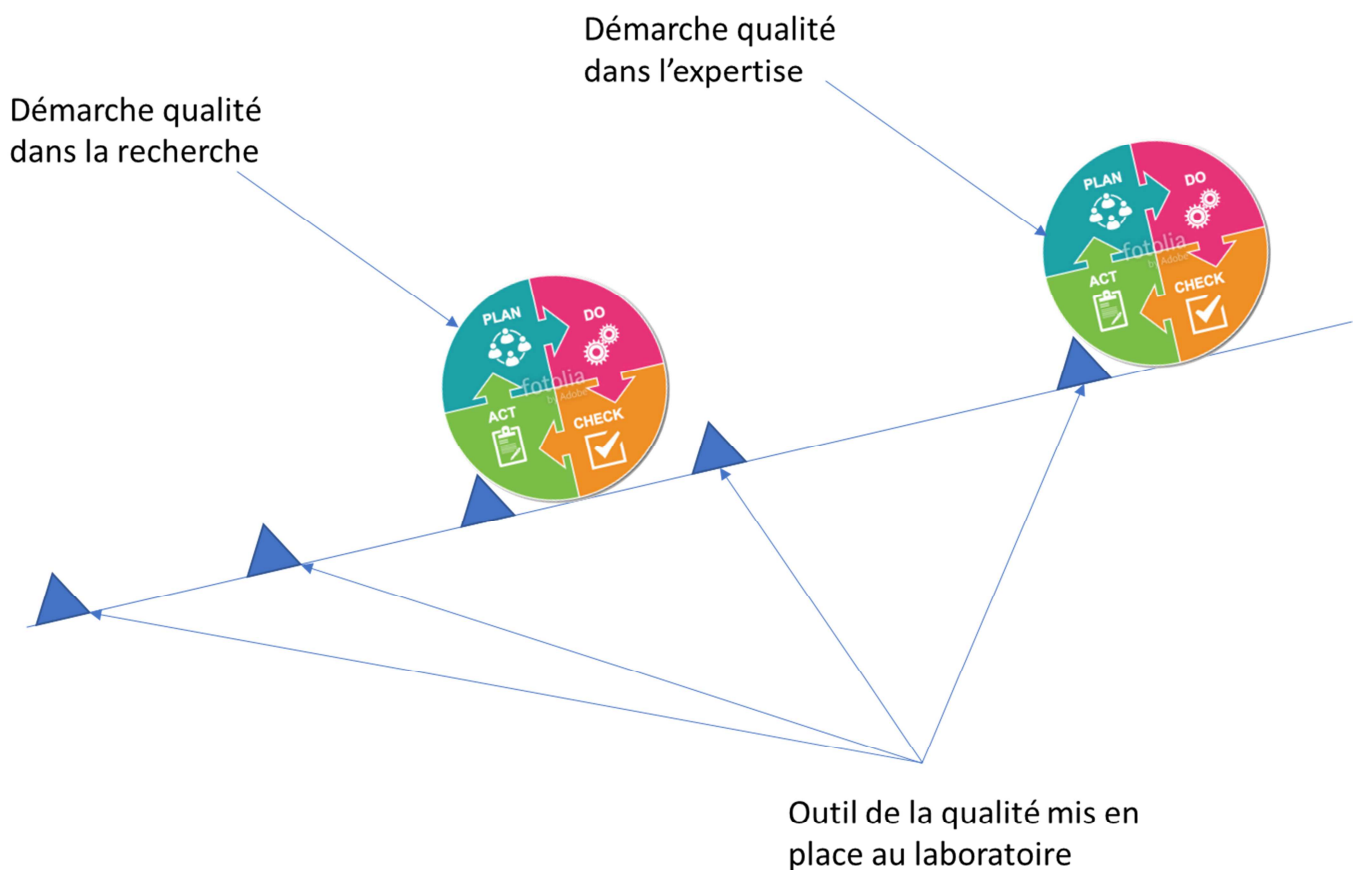 Démarche qualité
dans l’expertise
Démarche qualité
dans la recherche
PLAN
DO
fotolia
by Adobe
ACT
CHECK
PLAN
DO
fotolia
by Adobe
ACT
CHECK
Outil de la qualité mis en
place au laboratoire